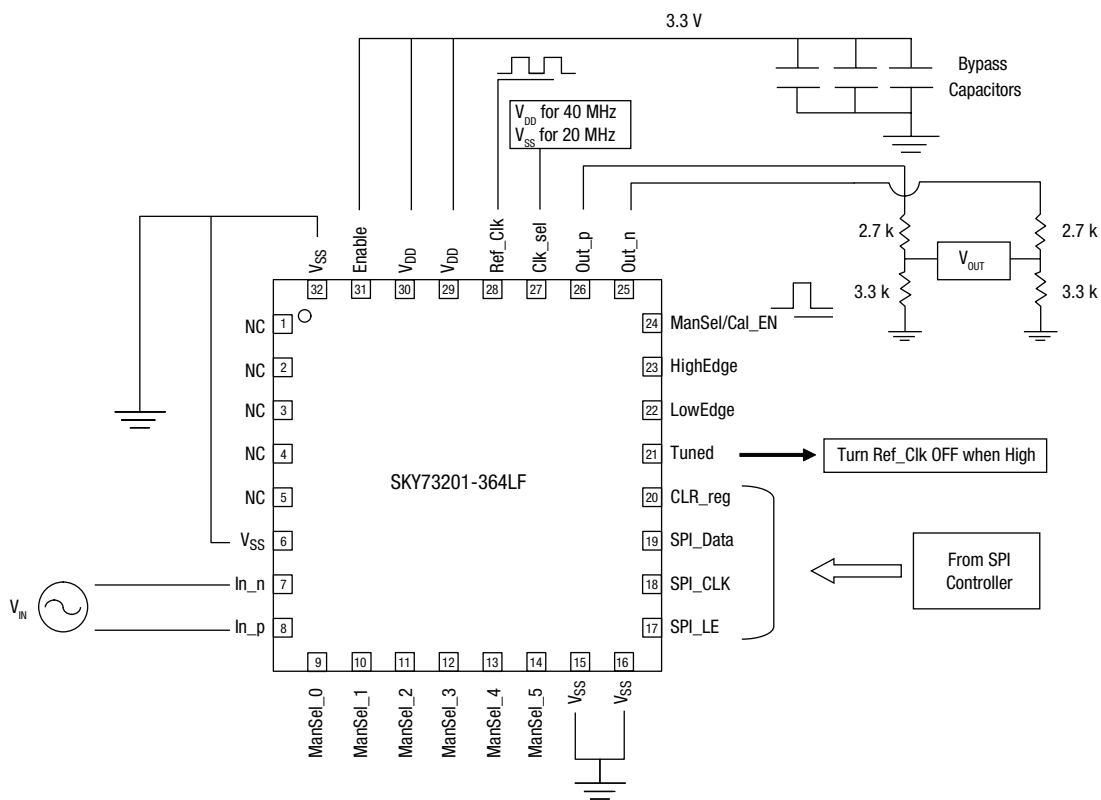 3.3 V
Bypass
Capacitors
VDD for 40 MHz
VSS for 20 MHz
VSS
Enable
VDD
VDD
Ref_Clk
Clk_sel
Out_p
Out_n
2.7 k
2.7 k
VOUT
3.3 k
3.3 k
32
31
30
29
28
27
26
25
NC
1
NC
2
NC
3
NC
4
NC
5
VSS
6
In_n
7
In_p
8
VIN
SKY73201-364LF
24
ManSel/Cal_EN
23
HighEdge
22
LowEdge
21
Tuned
Turn Ref_Clk OFF when High
20
CLR_reg
19
SPI_Data
18
SPI_CLK
17
SPI_LE
From SPI
Controller
9
10
11
12
13
14
15
16
ManSel_0
ManSel_1
ManSel_2
ManSel_3
ManSel_4
ManSel_5
VSS
VSS